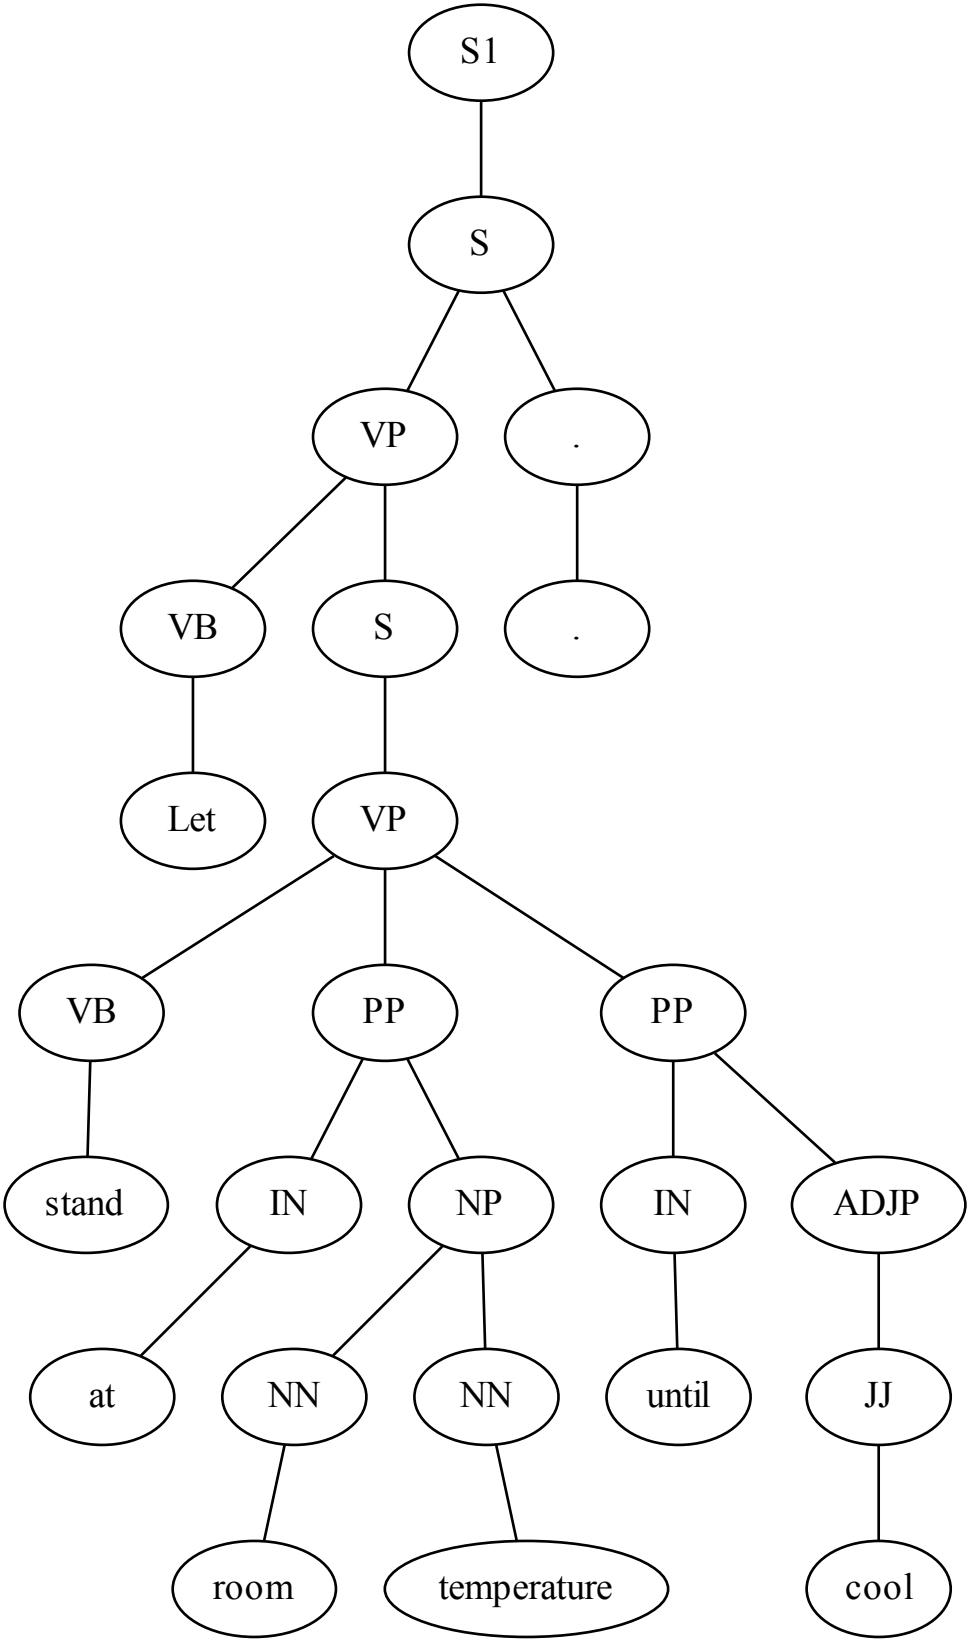 S1
S
VP .
VB S .
Let VP
VB PP PP
stand IN NP IN ADJP
at NN NN until JJ
room temperature cool